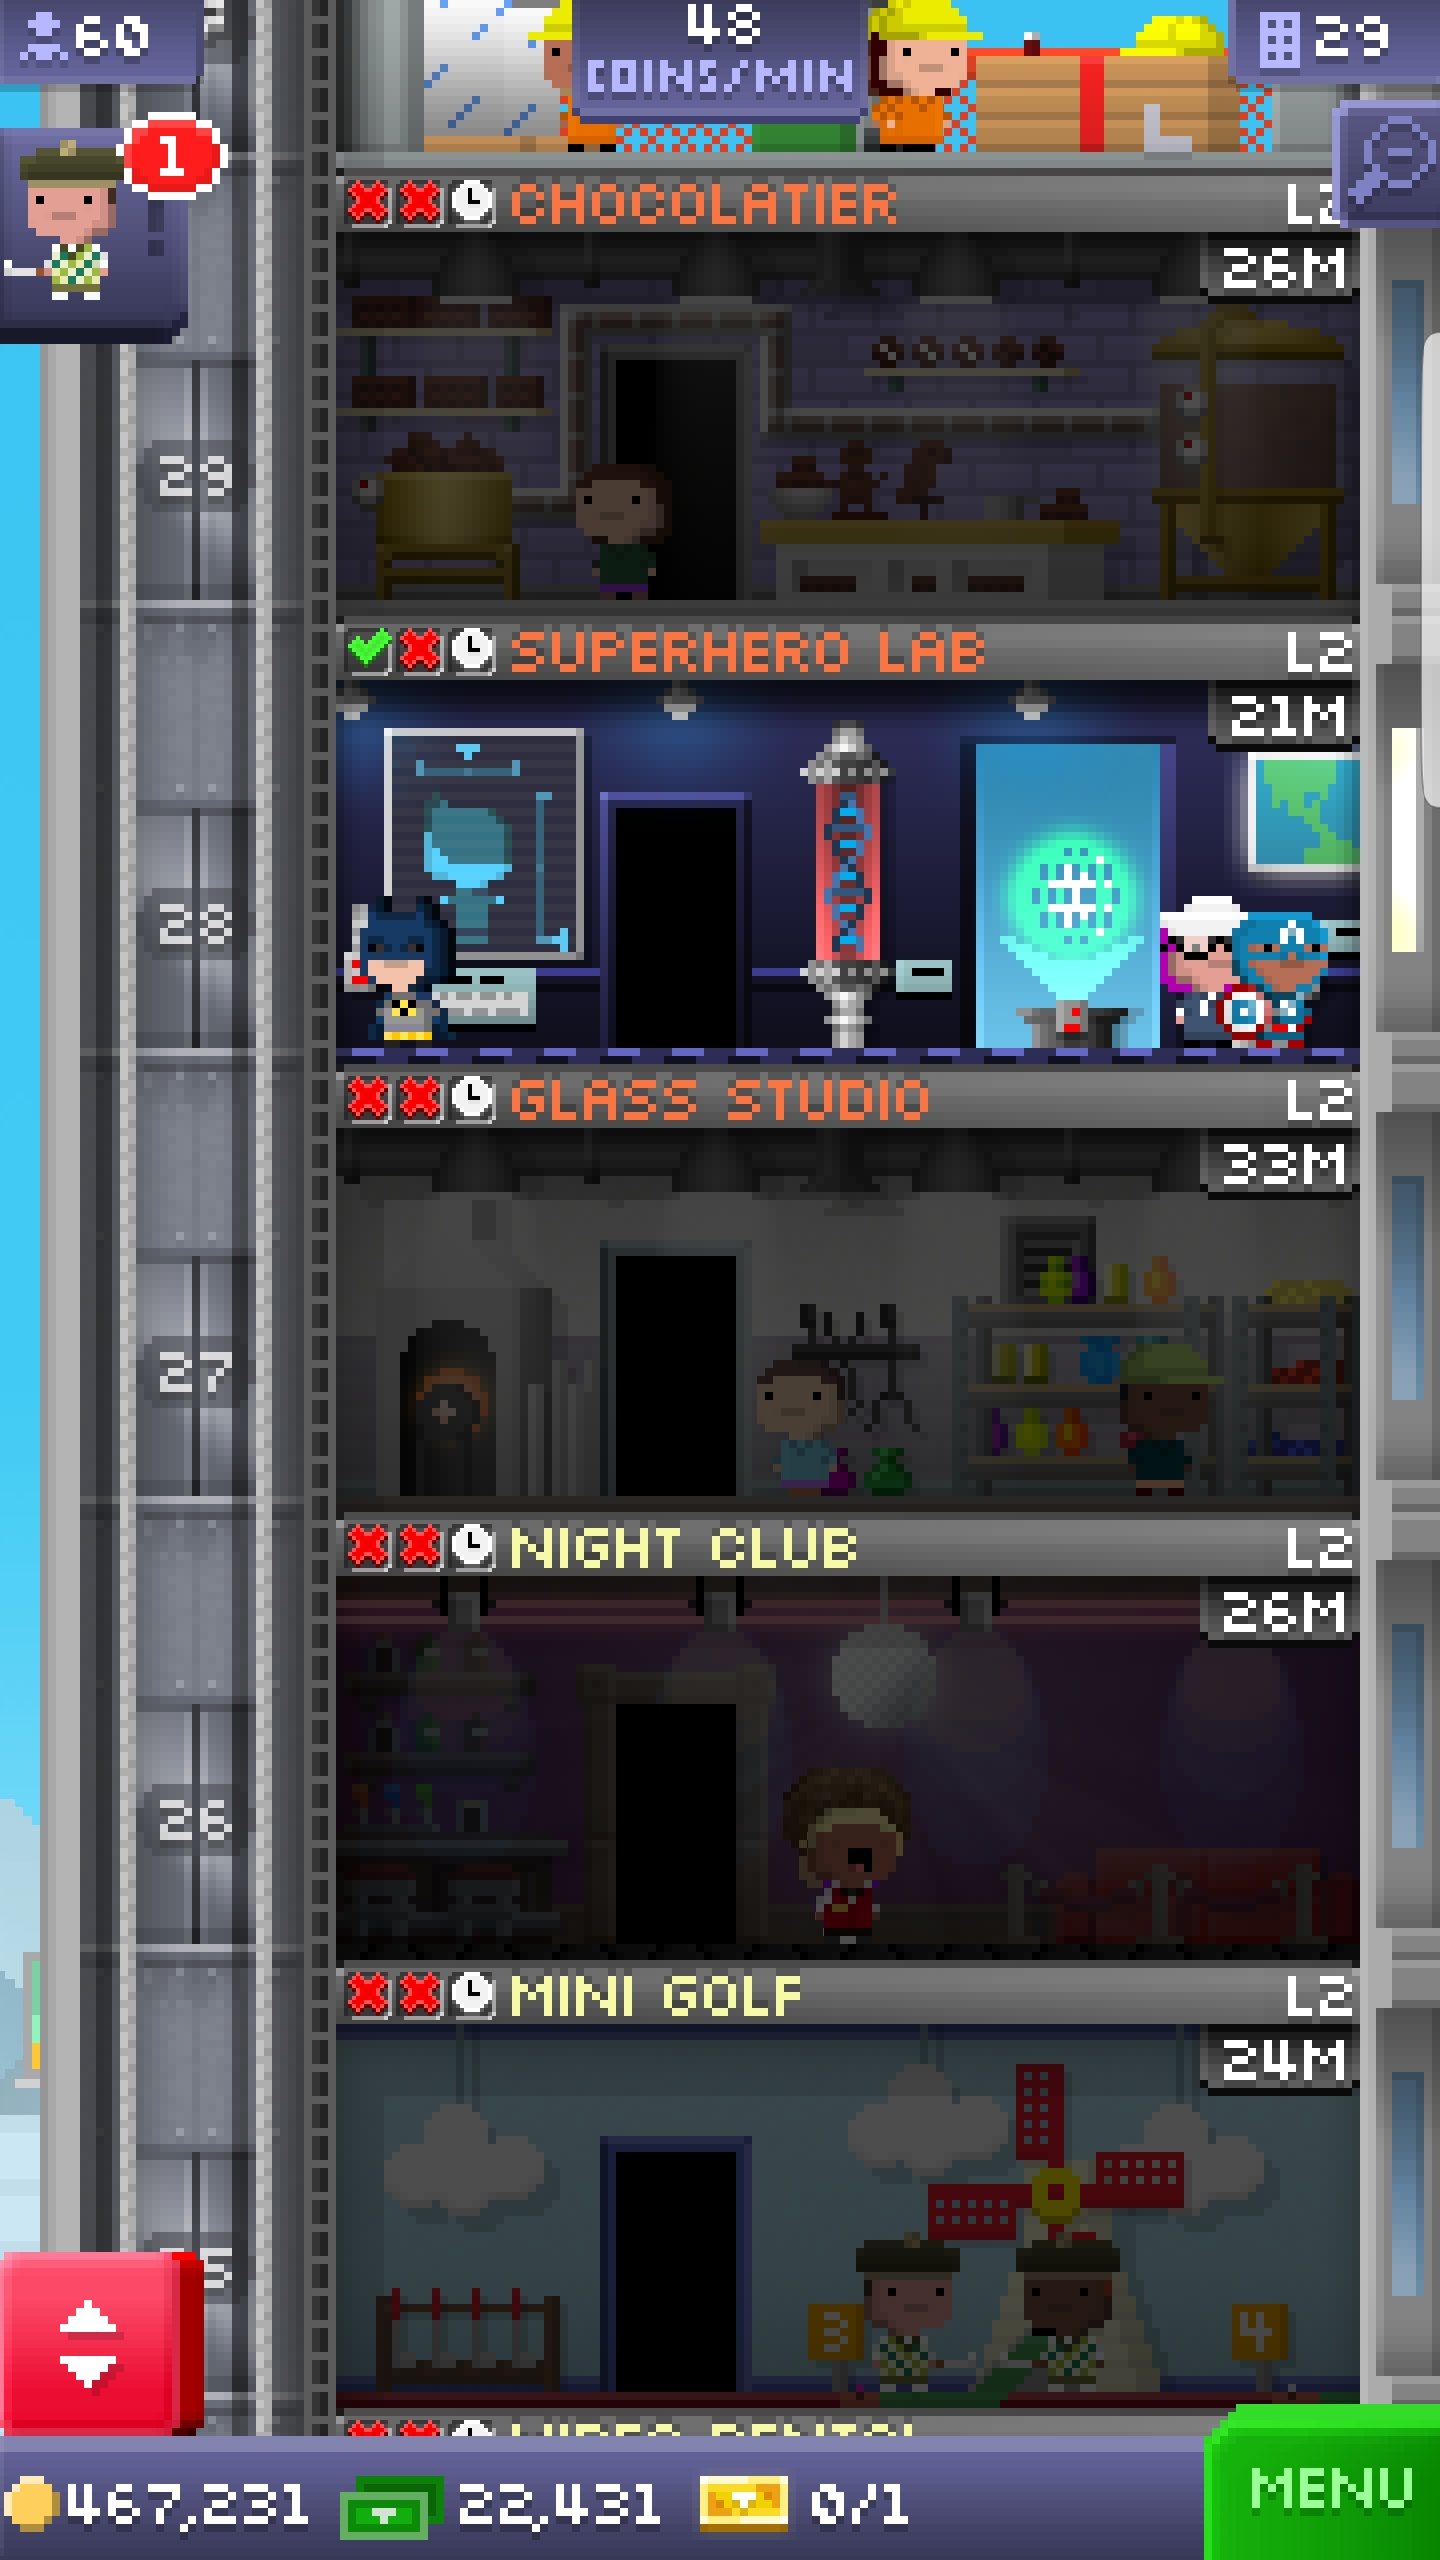 60
48
COINS/MIN
29
1
CHOCOLATIER L2
26M
29
SUPERHERO LAB L2
21M
28
GLASS STUDIO L2
33M
27
NIGHT CLUB L2
26M
26
MINI GOLF L2
24M
3
4
467,231
22,431
0/1
MENU